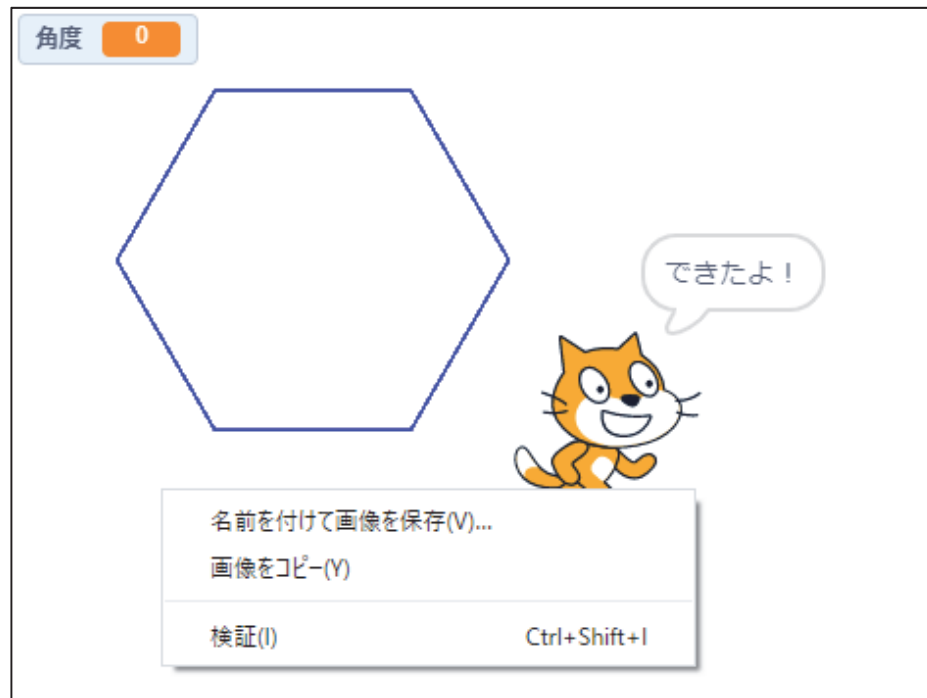 角度 0
できたよ！
名前を付けて画像を保存(V)...
画像をコピー(Y)
検証(I) Ctrl+Shift+I